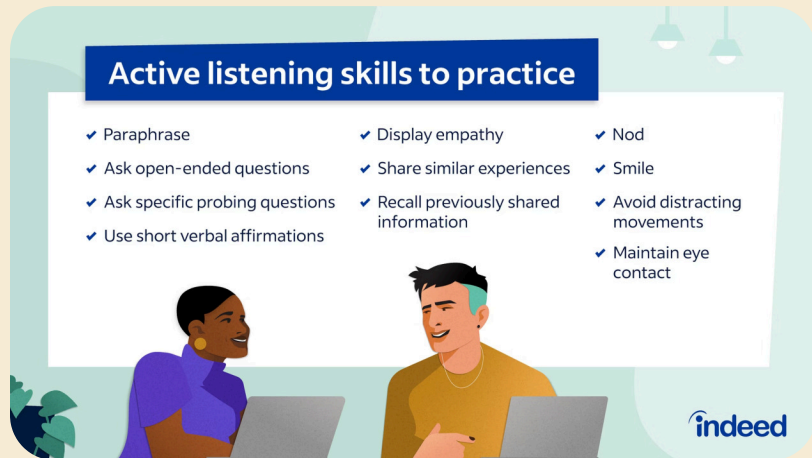 Active listening skills to practice
✓ Paraphrase
✓ Ask open-ended questions
✓ Ask specific probing questions
✓ Use short verbal affirmations
✓ Display empathy
✓ Share similar experiences
✓ Recall previously shared
information
✓ Nod
✓ Smile
✓ Avoid distracting
movements
✓ Maintain eye
contact
indeed